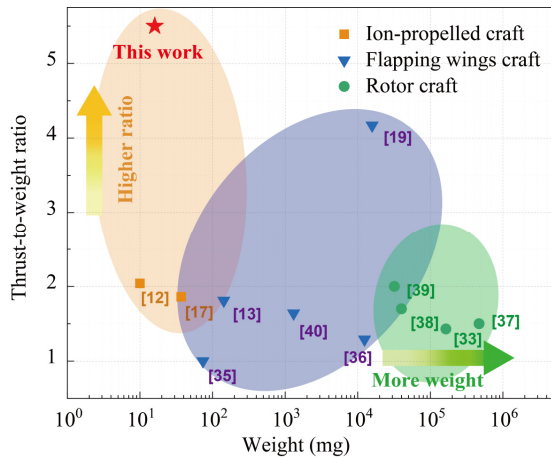 This work
Ion-propelled craft
Flapping wings craft
Rotor craft
Higher ratio
[19]
[12]
[17]
[13]
[40]
[35]
[36]
[39]
[38]
[33]
[37]
More weight
Thrust-to-weight ratio
5
4
3
2
1
10⁰
10¹
10²
10³
10⁴
10⁵
10⁶
Weight (mg)